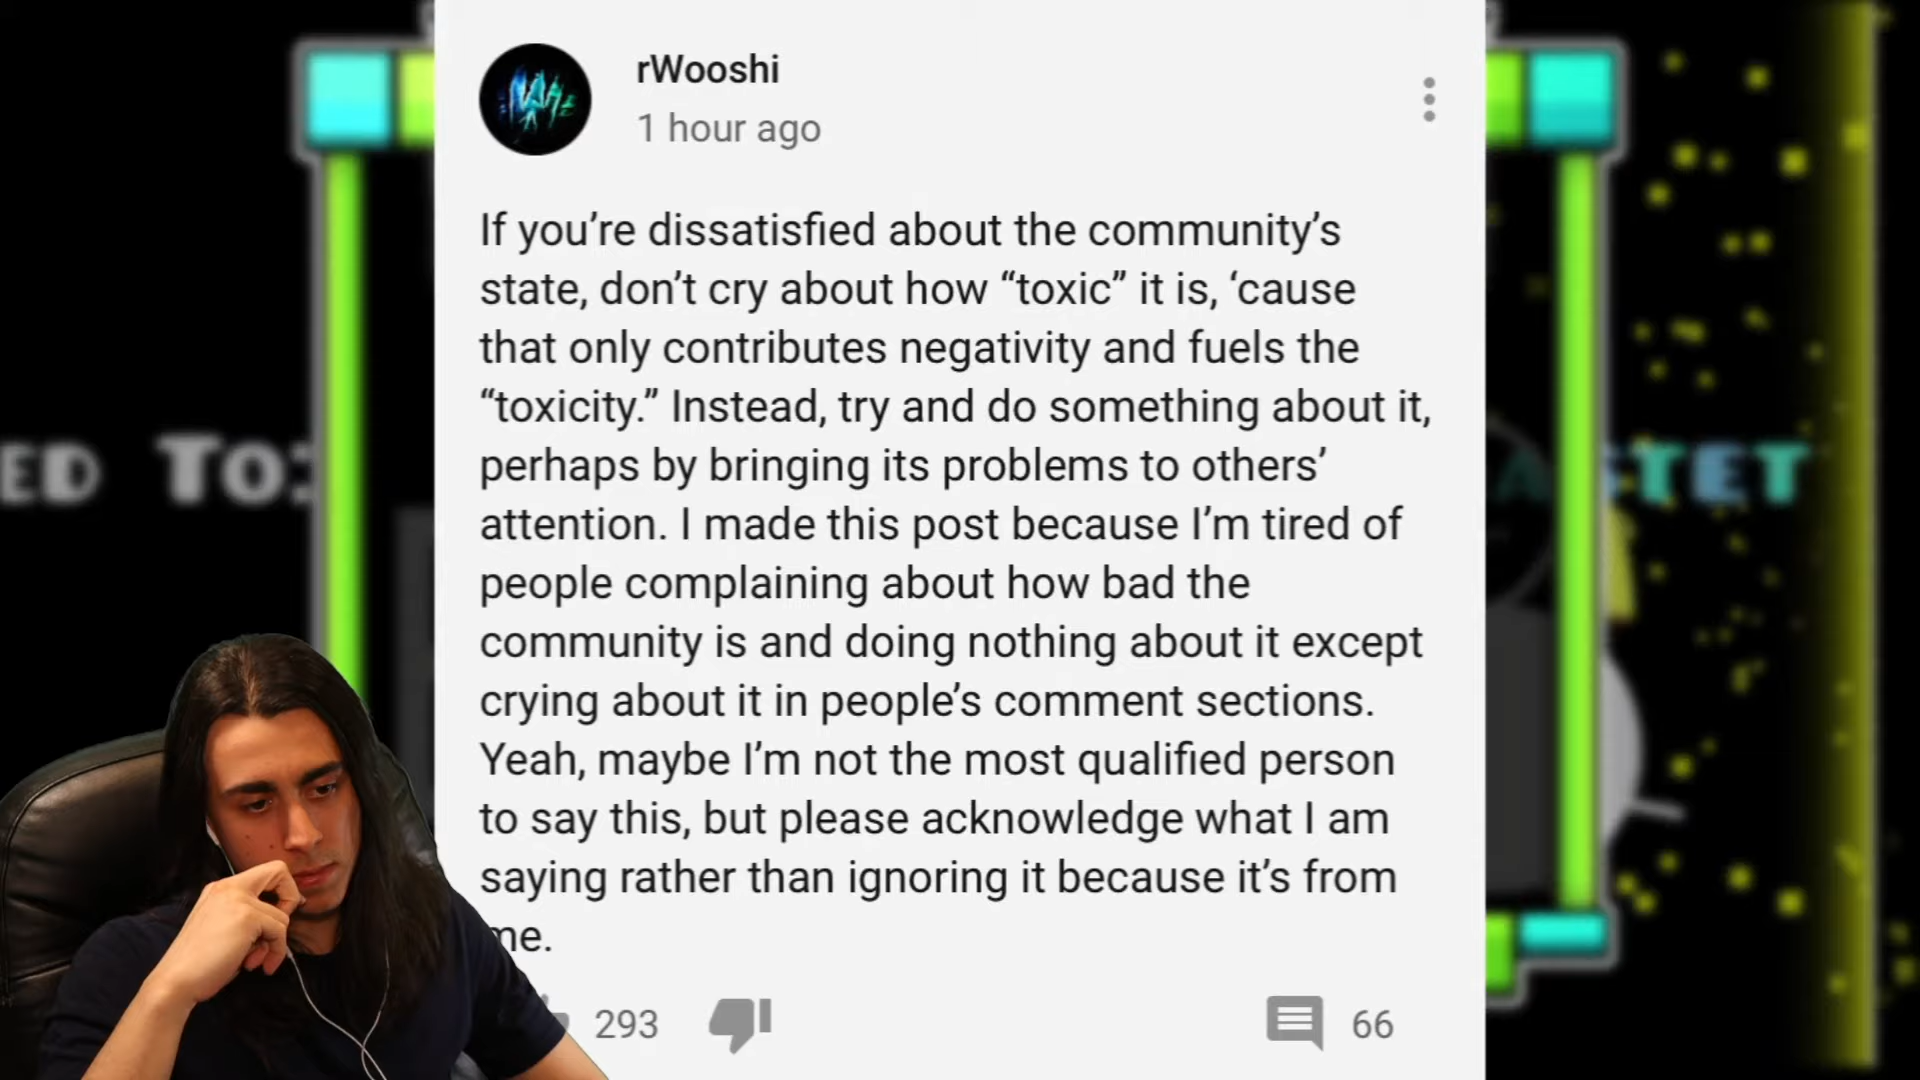 rWooshi
1 hour ago
If you’re dissatisfied about the community’s
state, don’t cry about how “toxic” it is, ‘cause
that only contributes negativity and fuels the
“toxicity.” Instead, try and do something about it,
perhaps by bringing its problems to others’
attention. I made this post because I’m tired of
people complaining about how bad the
community is and doing nothing about it except
crying about it in people’s comment sections.
Yeah, maybe I’m not the most qualified person
to say this, but please acknowledge what I am
saying rather than ignoring it because it’s from
me.
293
66